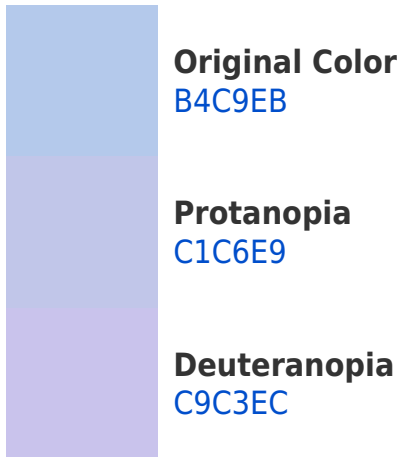 Original Color
B4C9EB
Protanopia
C1C6E9
Deuteranopia
C9C3EC